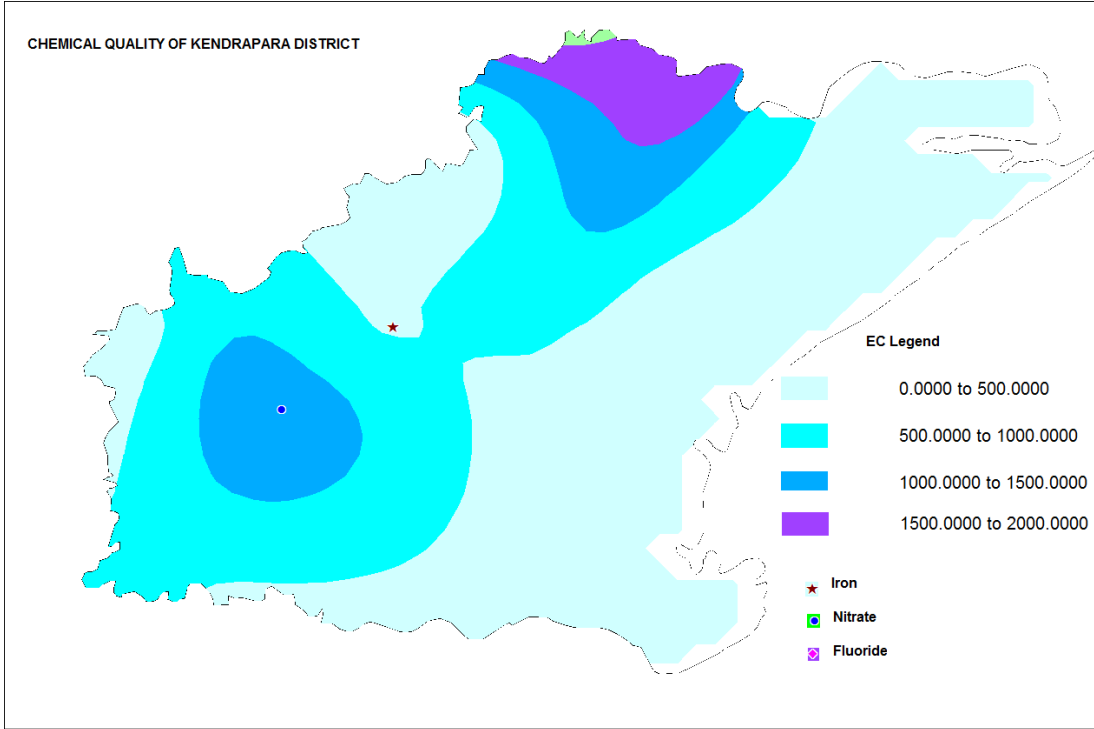 CHEMICAL QUALITY OF KENDRAPARA DISTRICT
EC Legend
0.0000 to 500.0000
500.0000 to 1000.0000
1000.0000 to 1500.0000
1500.0000 to 2000.0000
Iron
Nitrate
Fluoride